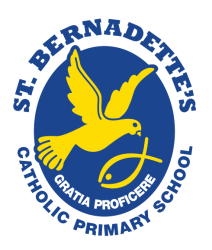 ST. BERNADETTE'S
GRATIA PROFICERE
CATHOLIC PRIMARY SCHOOL